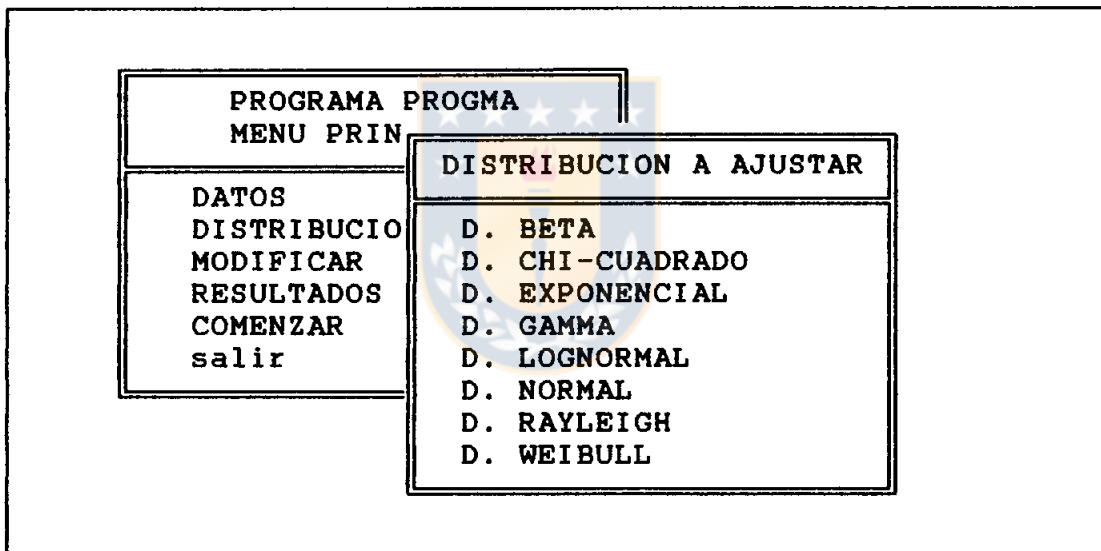 PROGRAMA PROGMA
MENU PRIN
DATOS
DISTRIBUCIO
MODIFICAR
RESULTADOS
COMENZAR
salir
DISTRIBUCION A AJUSTAR
D. BETA
D. CHI-CUADRADO
D. EXPONENCIAL
D. GAMMA
D. LOGNORMAL
D. NORMAL
D. RAYLEIGH
D. WEIBULL